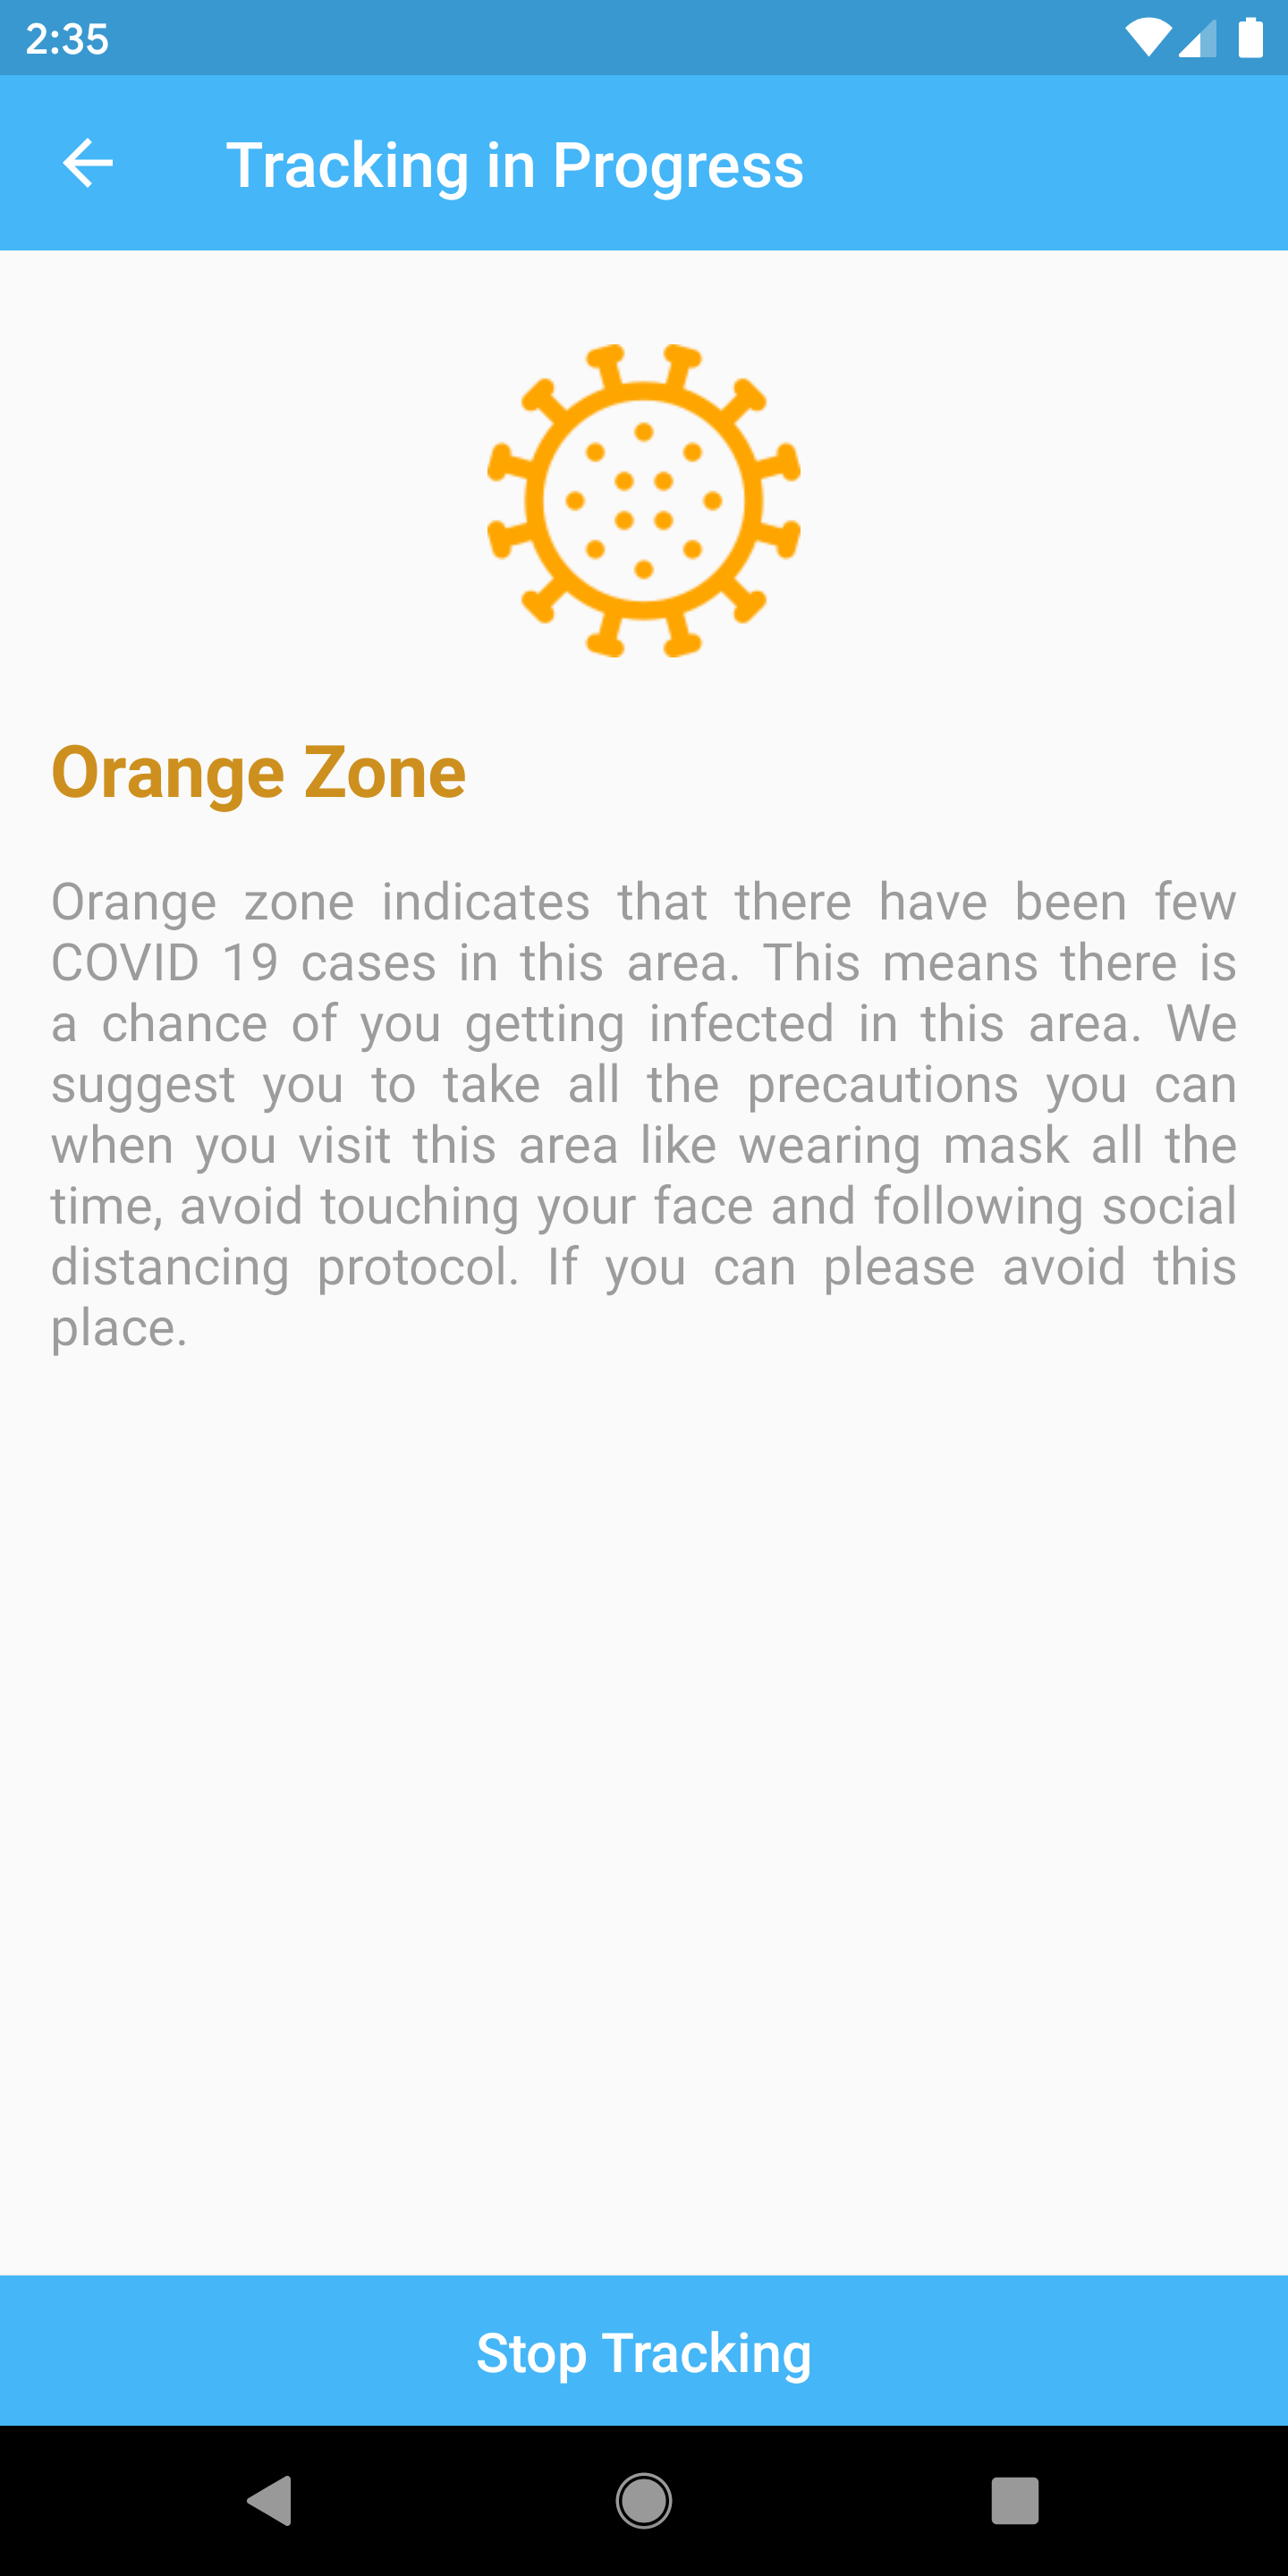 2:35
Tracking in Progress
Orange Zone
Orange zone indicates that there have been few
COVID 19 cases in this area. This means there is
a chance of you getting infected in this area. We
suggest you to take all the precautions you can
when you visit this area like wearing mask all the
time, avoid touching your face and following social
distancing protocol. If you can please avoid this
place.
Stop Tracking